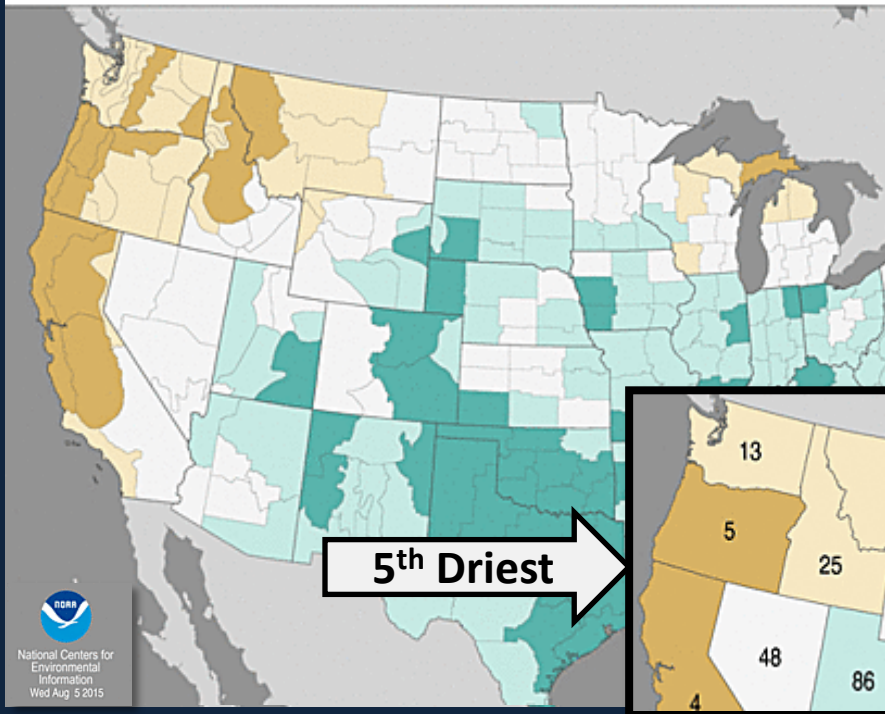 13
5
5th Driest
25
48
86
4
NOAA
National Centers for
Environmental
Information
Wed Aug 5 2015